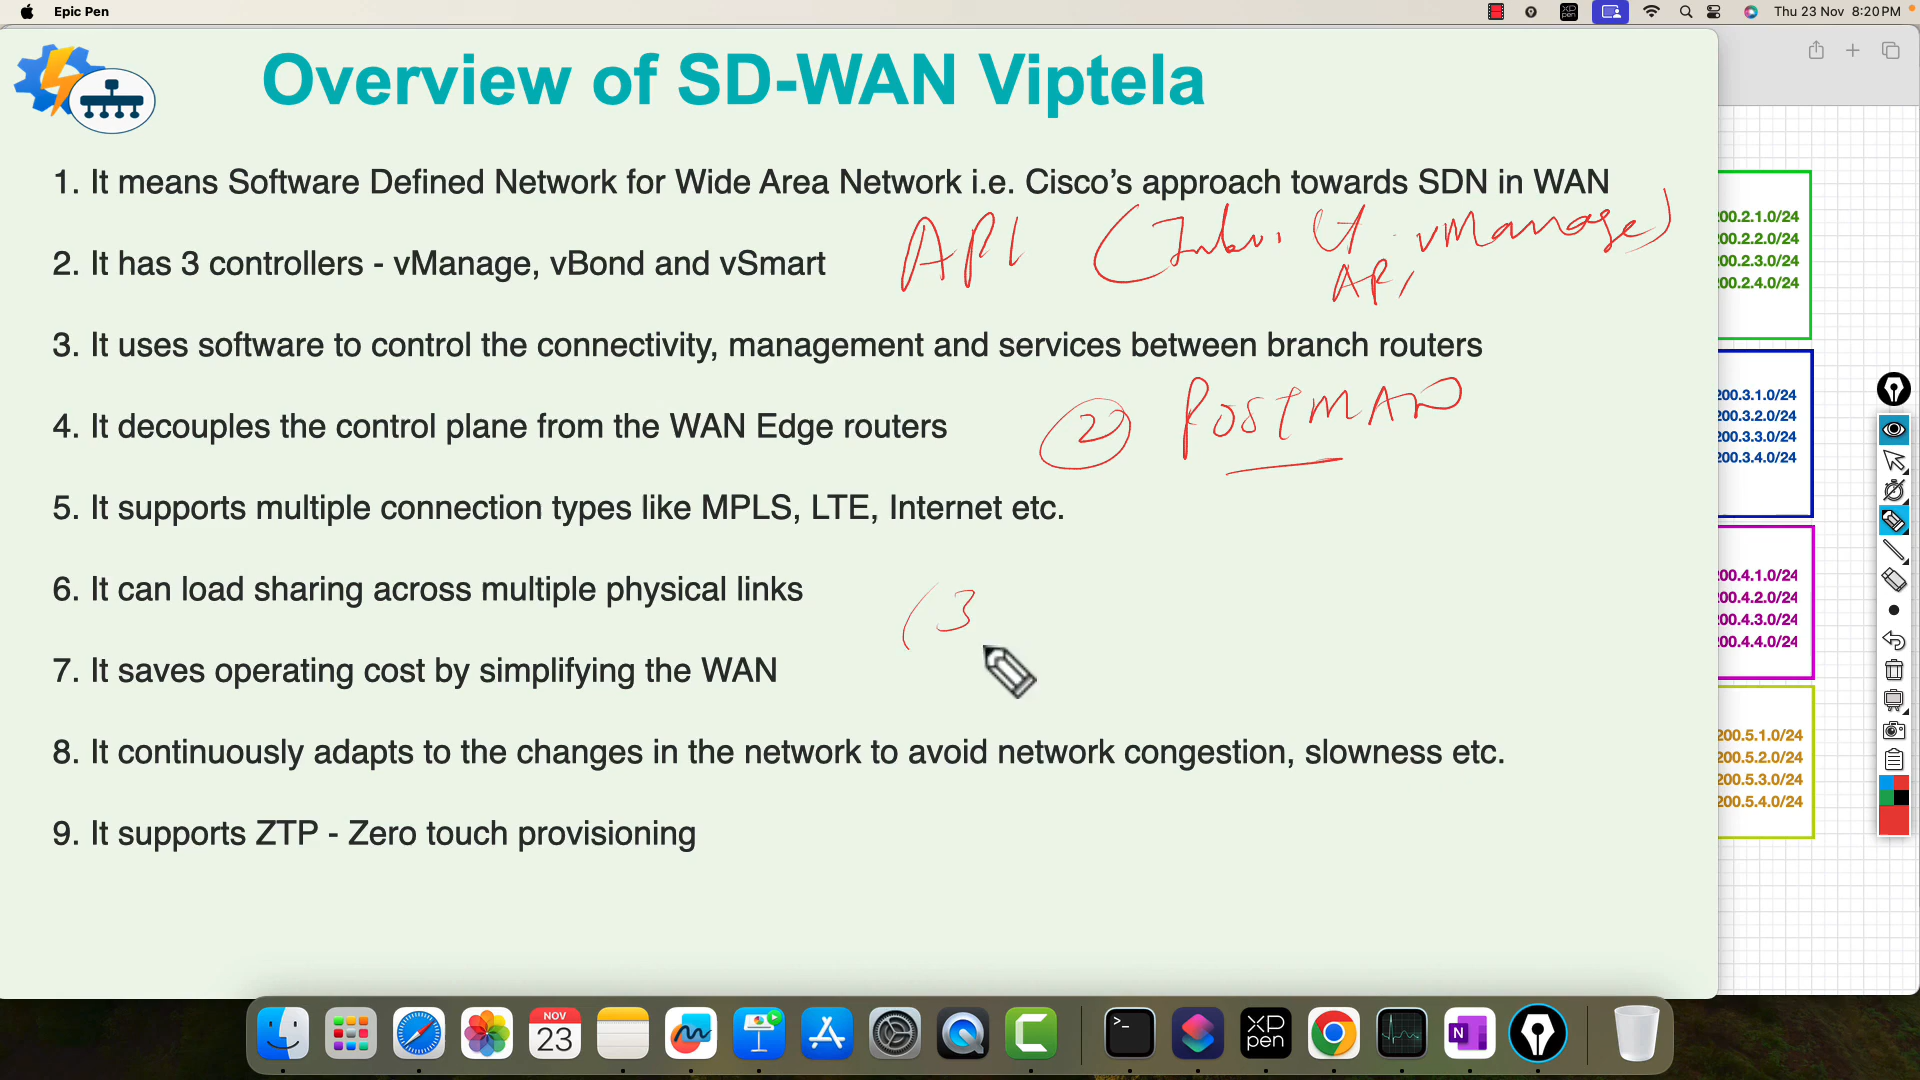 Epic Pen
Thu 23 Nov 8:20 PM
Overview of SD-WAN Viptela
1. It means Software Defined Network for Wide Area Network i.e. Cisco's approach towards SDN in WAN
API
vManage)
API
2. It has 3 controllers - vManage, vBond and vSmart
3. It uses software to control the connectivity, management and services between branch routers
2 POSTMAN
4. It decouples the control plane from the WAN Edge routers
5. It supports multiple connection types like MPLS, LTE, Internet etc.
6. It can load sharing across multiple physical links
(3
7. It saves operating cost by simplifying the WAN
8. It continuously adapts to the changes in the network to avoid network congestion, slowness etc.
9. It supports ZTP - Zero touch provisioning
200.2.1.0/24
200.2.2.0/24
200.2.3.0/24
200.2.4.0/24
200.3.1.0/24
200.3.2.0/24
200.3.3.0/24
200.3.4.0/24
200.4.1.0/24
200.4.2.0/24
200.4.3.0/24
200.4.4.0/24
200.5.1.0/24
200.5.2.0/24
200.5.3.0/24
200.5.4.0/24
NOV
23
XP
pen
N